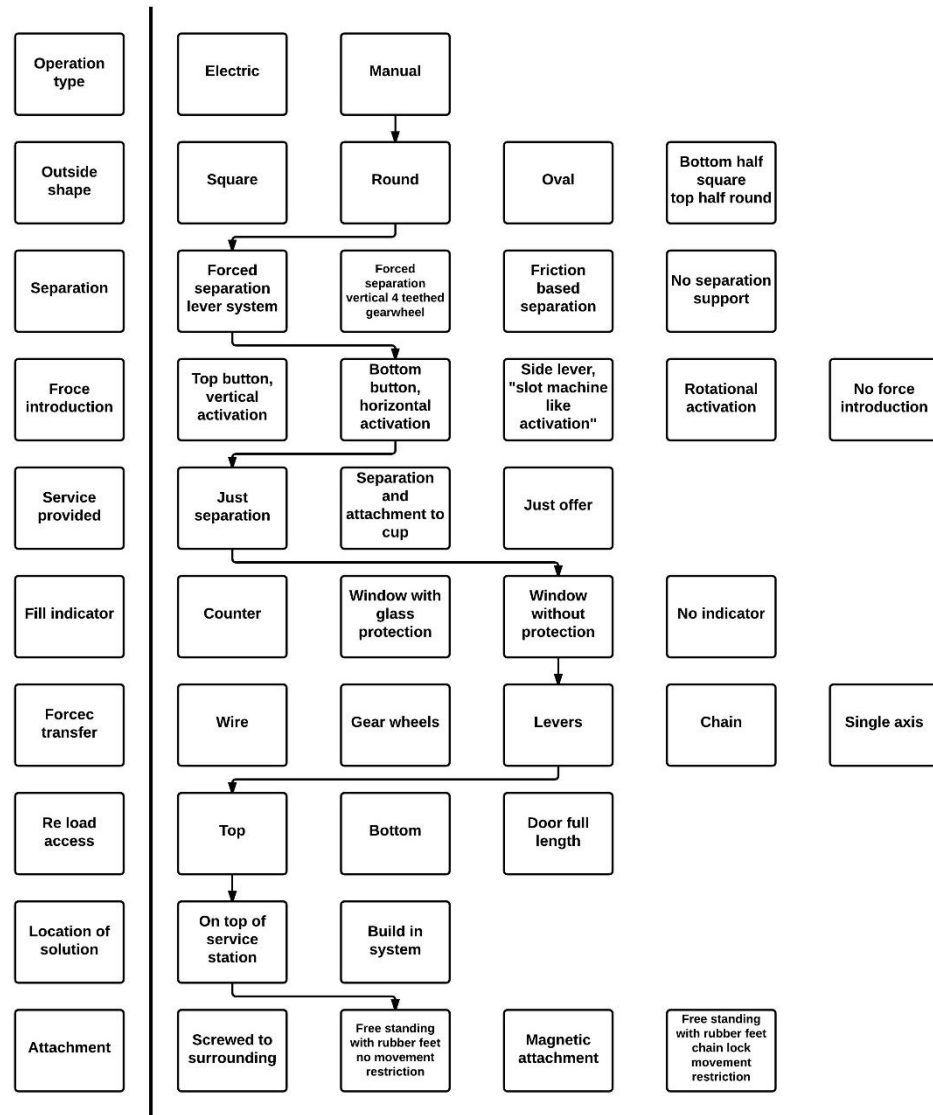 Operation
type
Electric
Manual
Outside
shape
Square
Round
Oval
Bottom half
square
top half round
Separation
Forced
separation
lever system
Forced
separation
vertical 4 teethed
gearwheel
Friction
based
separation
No separation
support
Froce
introduction
Top button,
vertical
activation
Bottom
button,
horizontal
activation
Side lever,
"slot machine
like
activation"
Rotational
activation
No force
introduction
Service
provided
Just
separation
Separation
and
attachment to
cup
Just offer
Fill indicator
Counter
Window with
glass
protection
Window
without
protection
No indicator
Forcec
transfer
Wire
Gear wheels
Levers
Chain
Single axis
Re load
access
Top
Bottom
Door full
length
Location of
solution
On top of
service
station
Build in
system
Attachment
Screwed to
surrounding
Free standing
with rubber feet
no movement
restriction
Magnetic
attachment
Free standing
with rubber feet
chain lock
movement
restriction